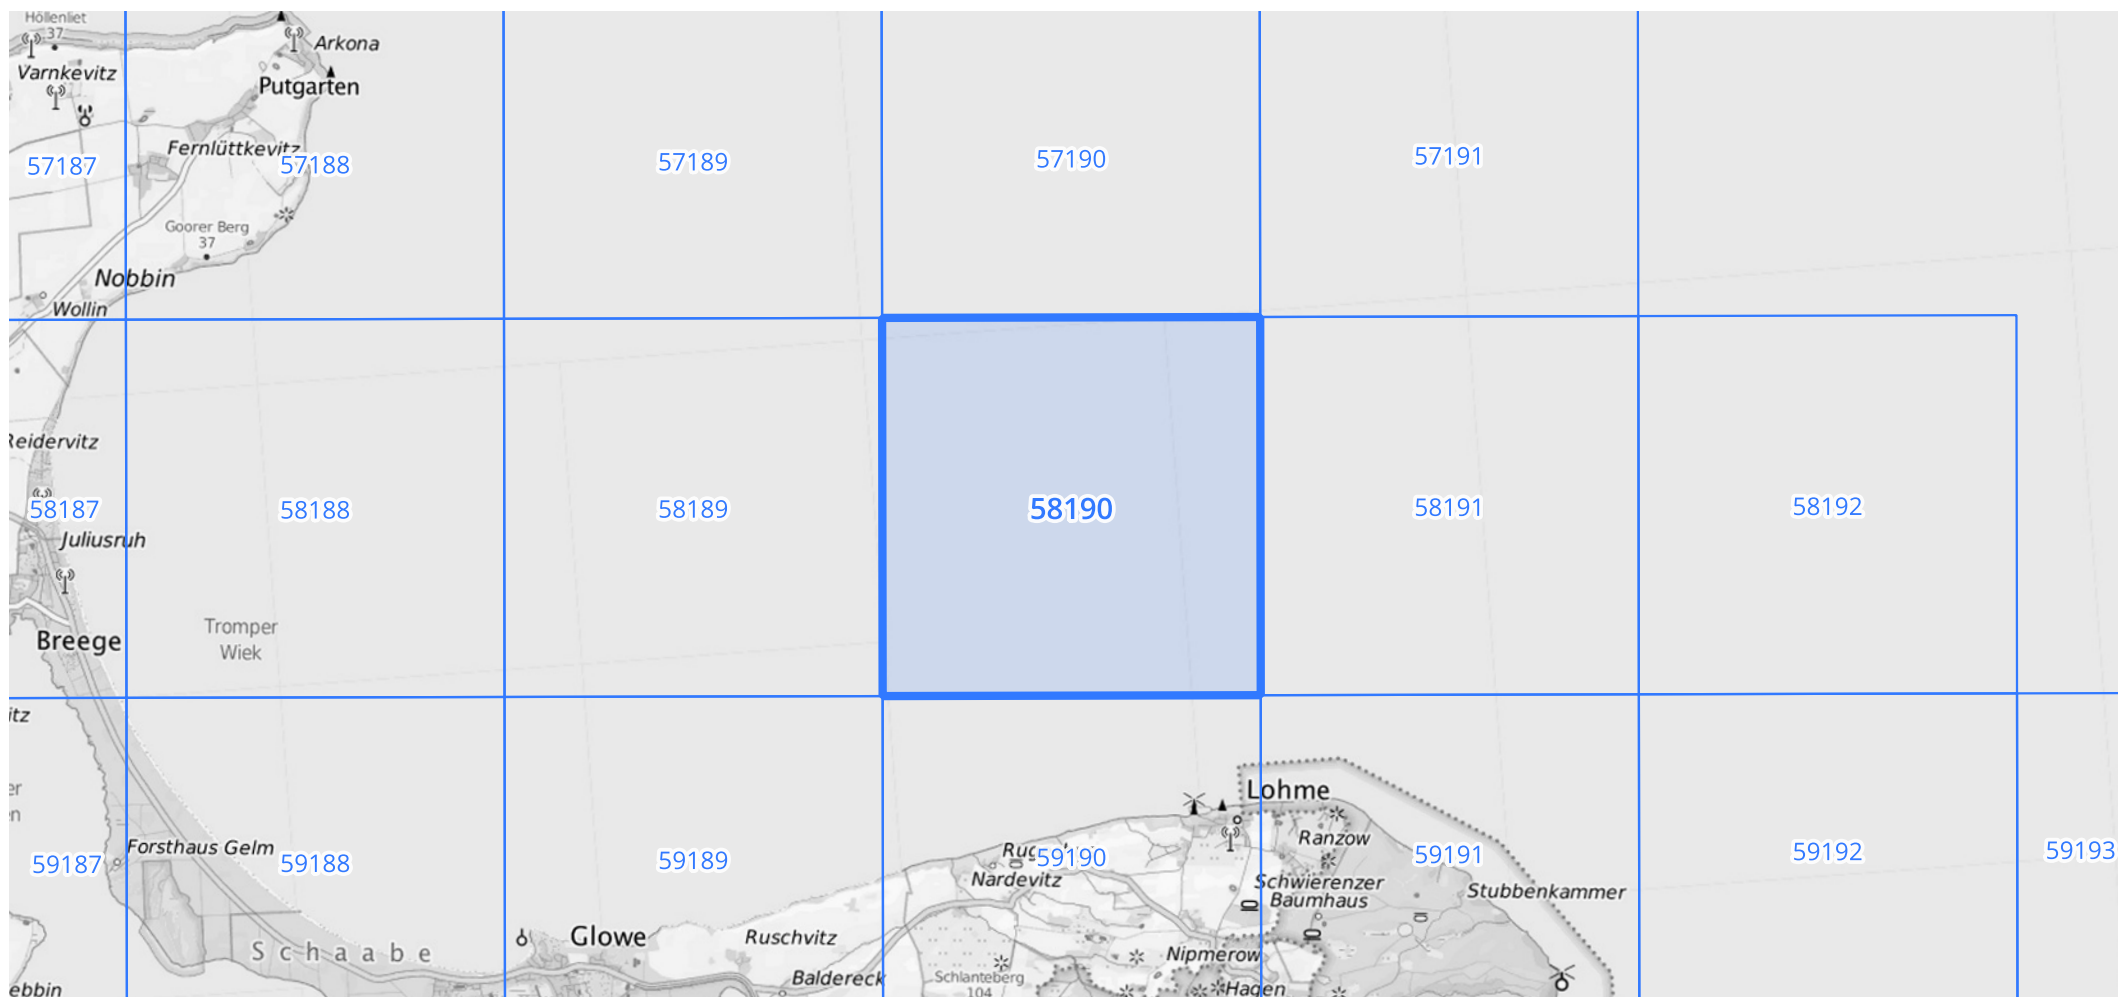 Höllenliet
37
Arkona
Varnkevitz
Putgarten
Fernlüttkevitz
57187
57188
57189
57190
57191
Goorer Berg
37
Nobbin
Wollin
Reidervitz
58187
58188
58189
58190
58191
58192
Juliusruh
Tromper
Wiek
Breege
itz
er
en
Lohme
Ranzow
Forsthaus Gelm
59187
59188
59189
59190
59191
59192
59193
Nardevitz
Schwierenzer
Baumhaus
Stubbenkammer
Glowe
Ruschvitz
Schaabe
Nipmerow
Baldereck
Schlanteberg
104
Hagen
ebbin